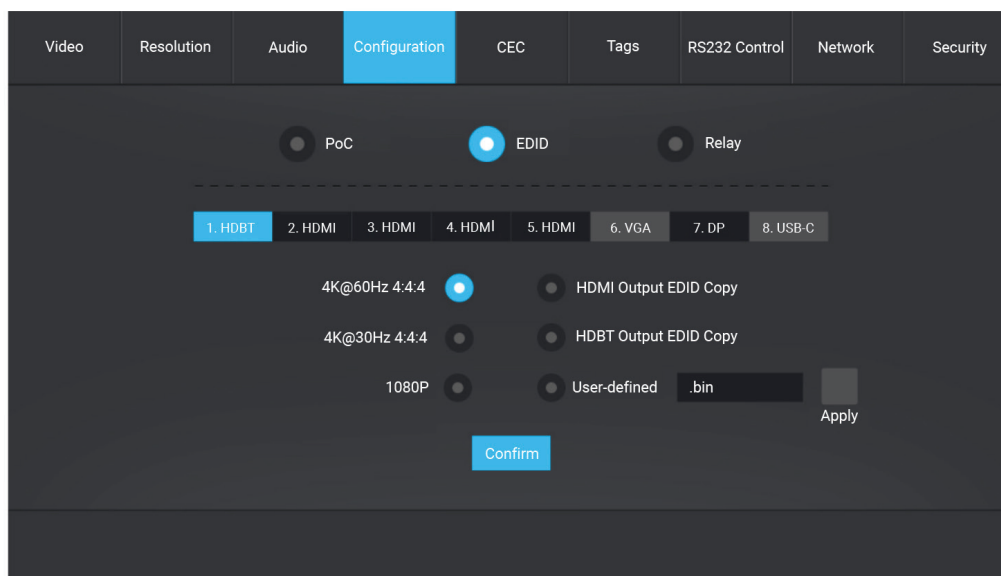 Video Resolution Audio Configuration CEC Tags RS232 Control Network Security
PoC EDID Relay
1. HDBT 2. HDMI 3. HDMI 4. HDMI 5. HDMI 6. VGA 7. DP 8. USB-C
4K@60Hz 4:4:4 HDMI Output EDID Copy
4K@30Hz 4:4:4 HDBT Output EDID Copy
1080P User-defined .bin
Apply
Confirm